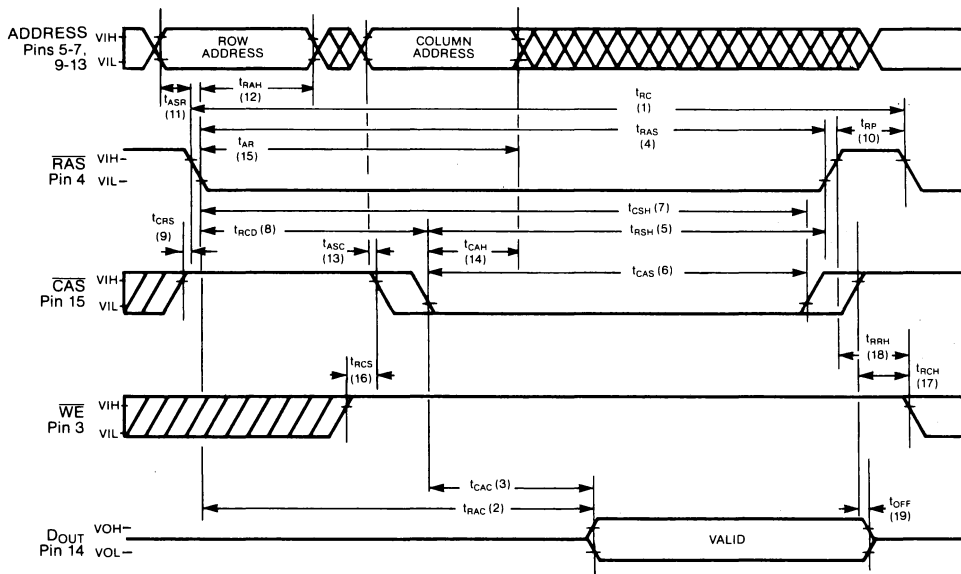 ADDRESS
Pins 5-7,
9-13
VIH
VIL
ROW
ADDRESS
COLUMN
ADDRESS
tASR
(11)
tRAH
(12)
tRC
(1)
tRAS
(4)
tRP
(10)
tAR
(15)
RAS
Pin 4
VIH
VIL
tCSH (7)
tCRS
(9)
tRCD (8)
tASC
(13)
tCAH
(14)
tRSH (5)
tCAS (6)
CAS
Pin 15
VIH
VIL
tRCS
(16)
tRRH
(18)
tRCH
(17)
WE
Pin 3
VIH
VIL
tCAC (3)
tRAC (2)
tOFF
(19)
DOUT
Pin 14
VOH
VOL
VALID